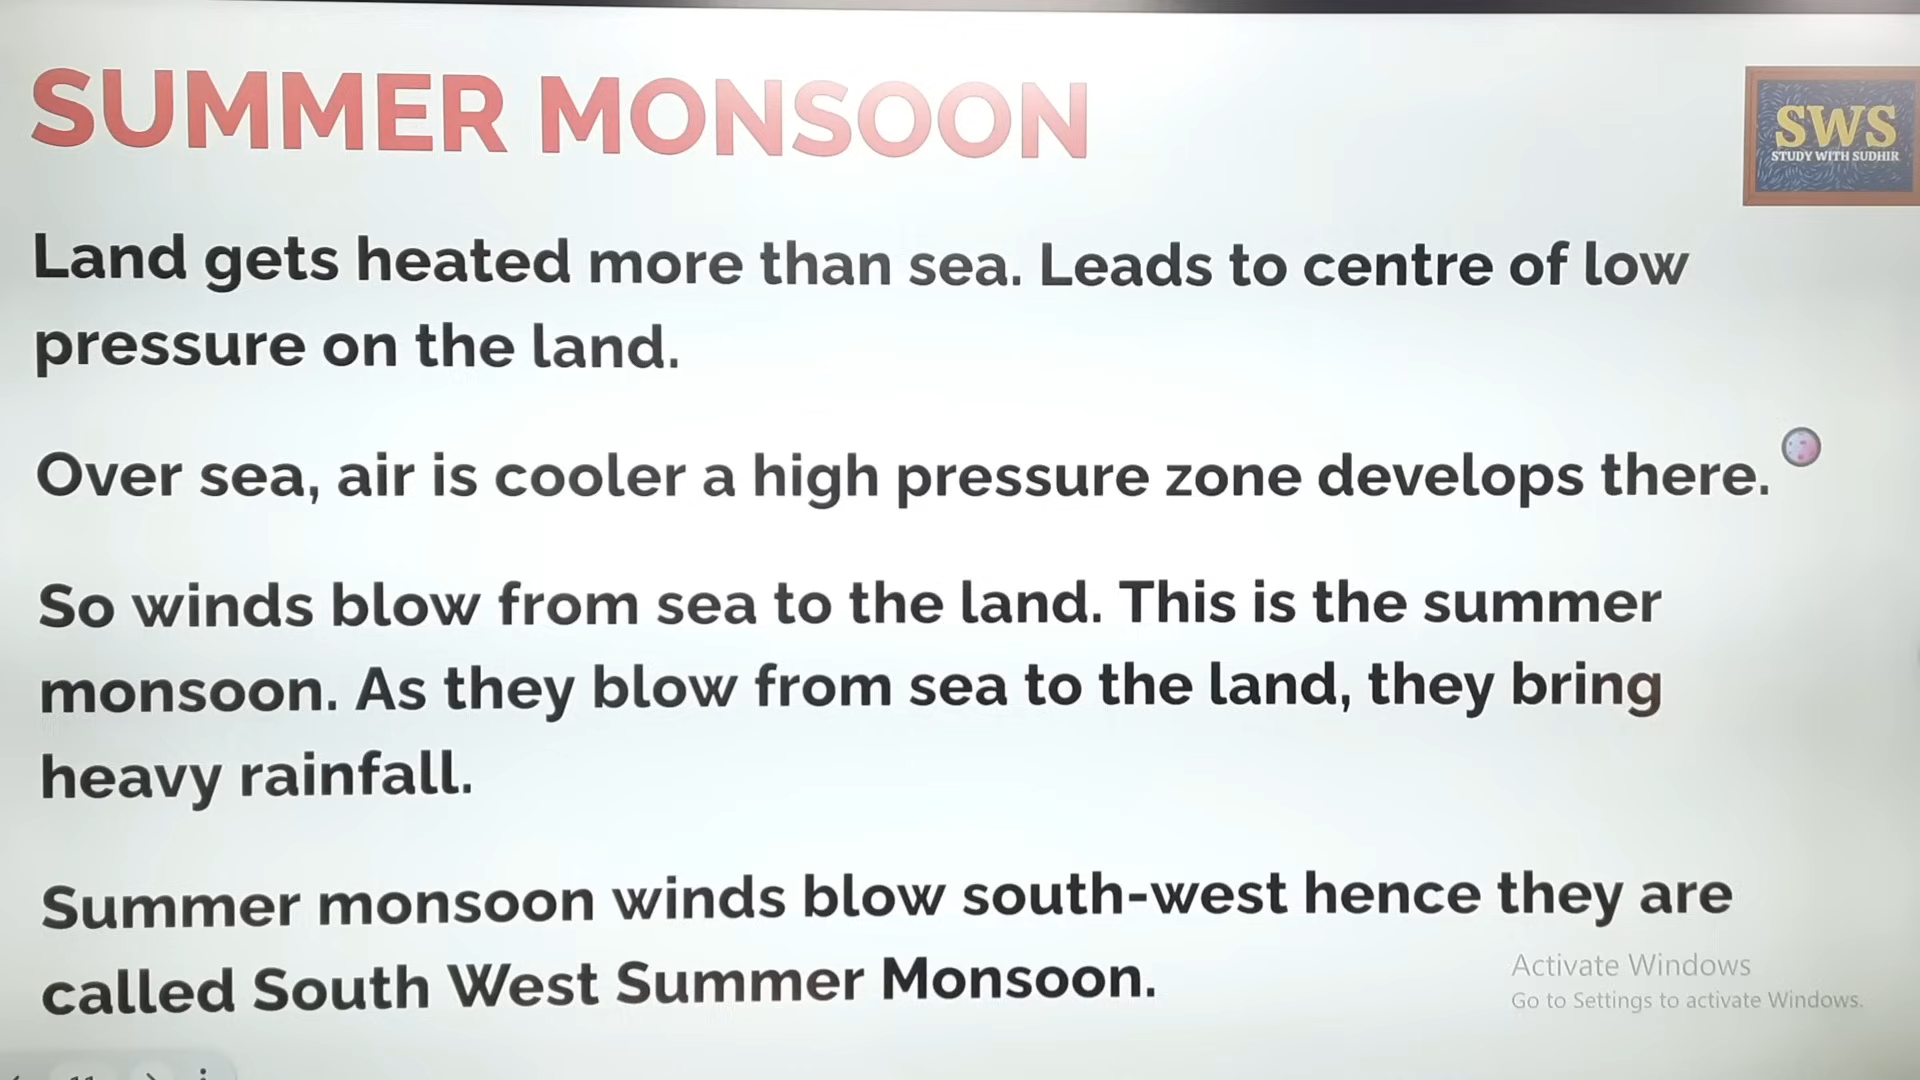 SUMMER MONSOON
SWS
STUDY WITH SUDHIR
Land gets heated more than sea. Leads to centre of low
pressure on the land.
Over sea, air is cooler a high pressure zone develops there.
So winds blow from sea to the land. This is the summer
monsoon. As they blow from sea to the land, they bring
heavy rainfall.
Summer monsoon winds blow south-west hence they are
called South West Summer Monsoon.
Activate Windows
Go to Settings to activate Windows.